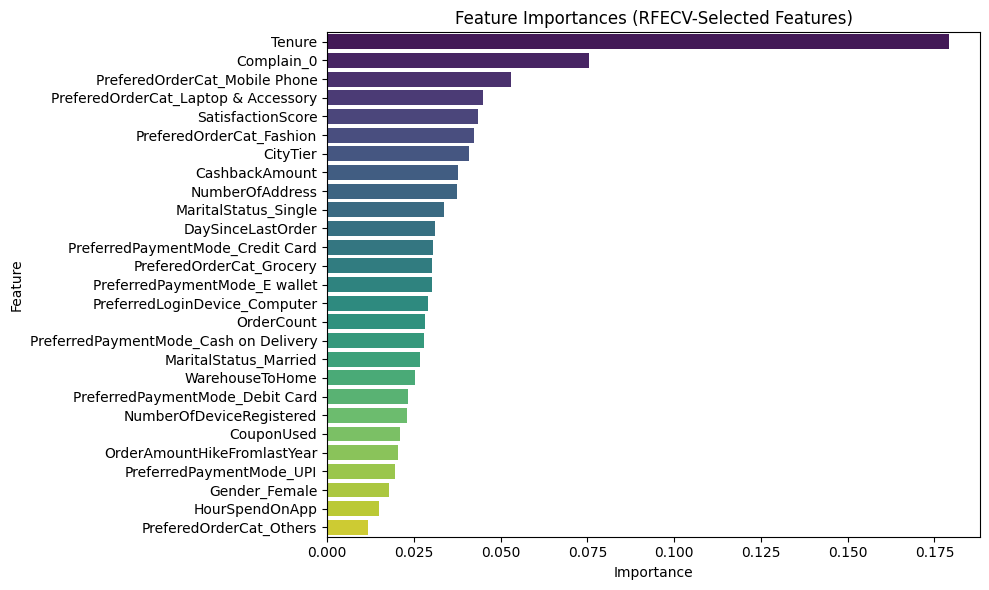 Feature Importances (RFECV-Selected Features)
Tenure
Complain_0
PreferedOrderCat_Mobile Phone
PreferedOrderCat_Laptop & Accessory
SatisfactionScore
PreferedOrderCat_Fashion
CityTier
CashbackAmount
NumberOfAddress
MaritalStatus_Single
DaySinceLastOrder
PreferredPaymentMode_Credit Card
PreferedOrderCat_Grocery
PreferredPaymentMode_E wallet
PreferredLoginDevice_Computer
OrderCount
PreferredPaymentMode_Cash on Delivery
MaritalStatus_Married
WarehouseToHome
PreferredPaymentMode_Debit Card
NumberOfDeviceRegistered
CouponUsed
OrderAmountHikeFromlastYear
PreferredPaymentMode_UPI
Gender_Female
HourSpendOnApp
PreferedOrderCat_Others
Feature
0.000 0.025 0.050 0.075 0.100 0.125 0.150 0.175
Importance